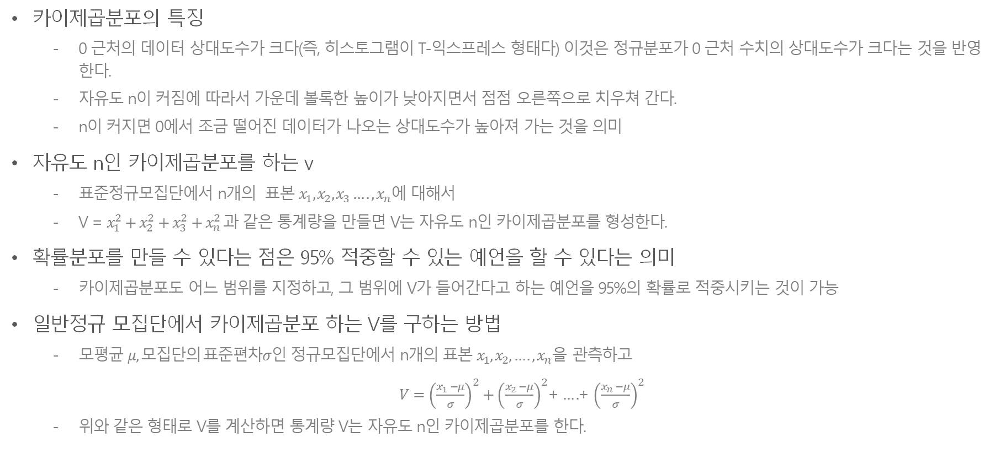 • 카이제곱분포의 특징
- 0 근처의 데이터 상대도수가 크다(즉, 히스토그램이 T-익스프레스 형태다) 이것은 정규분포가 0 근처 수치의 상대도수가 크다는 것을 반영
한다.
- 자유도 n이 커짐에 따라서 가운데 볼록한 높이가 낮아지면서 점점 오른쪽으로 치우쳐 간다.
- n이 커지면 0에서 조금 떨어진 데이터가 나오는 상대도수가 높아져 가는 것을 의미
• 자유도 n인 카이제곱분포를 하는 v
- 표준정규모집단에서 n개의 표본 $x_1, x_2, x_3 ...., x_n$에 대해서
- V = $x_1^2 + x_2^2 + x_3^2 + x_n^2$ 과 같은 통계량을 만들면 V는 자유도 n인 카이제곱분포를 형성한다.
• 확률분포를 만들 수 있다는 점은 95% 적중할 수 있는 예언을 할 수 있다는 의미
- 카이제곱분포도 어느 범위를 지정하고, 그 범위에 V가 들어간다고 하는 예언을 95%의 확률로 적중시키는 것이 가능
• 일반정규 모집단에서 카이제곱분포 하는 V를 구하는 방법
- 모평균 $\mu$, 모집단의 표준편차$\sigma$인 정규모집단에서 n개의 표본 $x_1, x_2, ...., x_n$을 관측하고
$V = \left(\frac{x_1 - \mu}{\sigma}\right)^2 + \left(\frac{x_2 - \mu}{\sigma}\right)^2 + ....+ \left(\frac{x_n - \mu}{\sigma}\right)^2$
- 위와 같은 형태로 V를 계산하면 통계량 V는 자유도 n인 카이제곱분포를 한다.